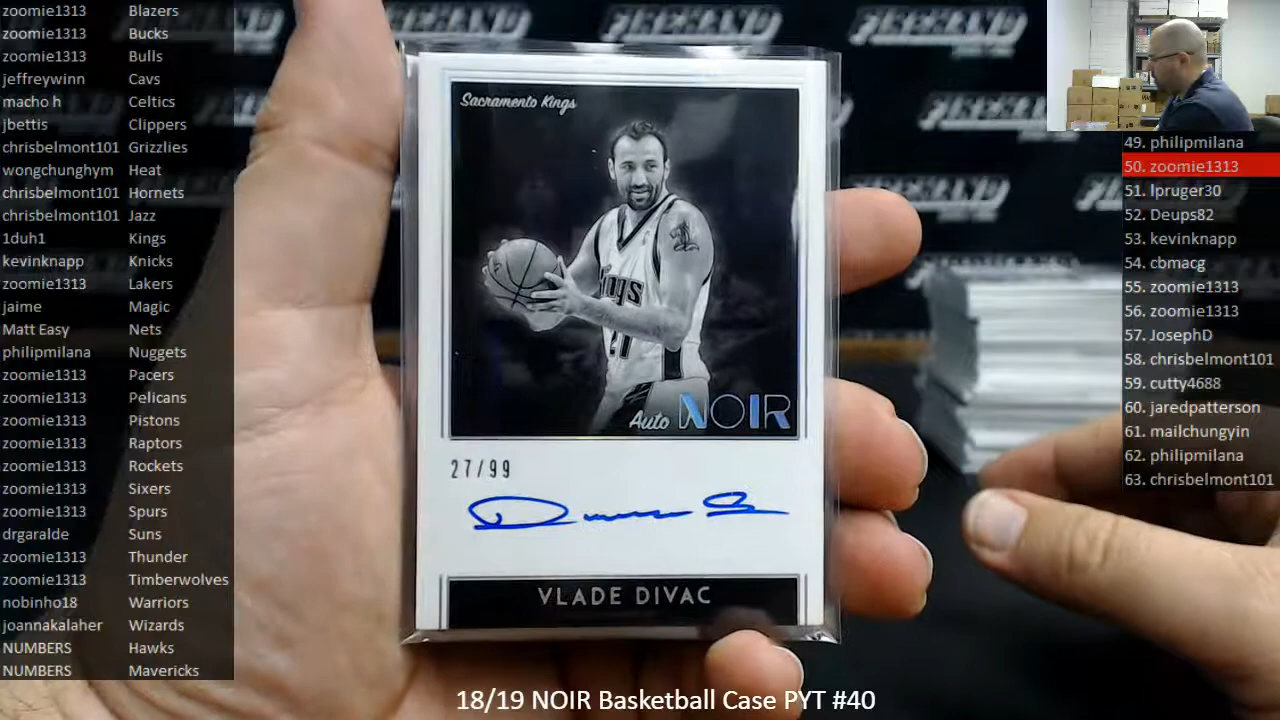 zoomie1313 Blazers
zoomie1313 Bucks
zoomie1313 Bulls
jeffreywinn Cavs
macho h Celtics
jbettis Clippers
chrisbelmont101 Grizzlies
wongchunghym Heat
chrisbelmont101 Hornets
chrisbelmont101 Jazz
1duh1 Kings
kevinknapp Knicks
zoomie1313 Lakers
jaime Magic
Matt Easy Nets
philipmilana Nuggets
zoomie1313 Pacers
zoomie1313 Pelicans
zoomie1313 Pistons
zoomie1313 Raptors
zoomie1313 Rockets
zoomie1313 Sixers
zoomie1313 Spurs
drgaralde Suns
zoomie1313 Thunder
zoomie1313 Timberwolves
nobinho18 Warriors
joannakalaher Wizards
NUMBERS Hawks
NUMBERS Mavericks
Sacramento Kings
Kings
21
Auto NOIR
27/99
VLADE DIVAC
49. philipmilana
50. zoomie1313
51. lpruger30
52. Deups82
53. kevinknapp
54. cbmacg
55. zoomie1313
56. zoomie1313
57. JosephD
58. chrisbelmont101
59. cutty4688
60. jaredpatterson
61. mailchungyin
62. philipmilana
63. chrisbelmont101
18/19 NOIR Basketball Case PYT #40